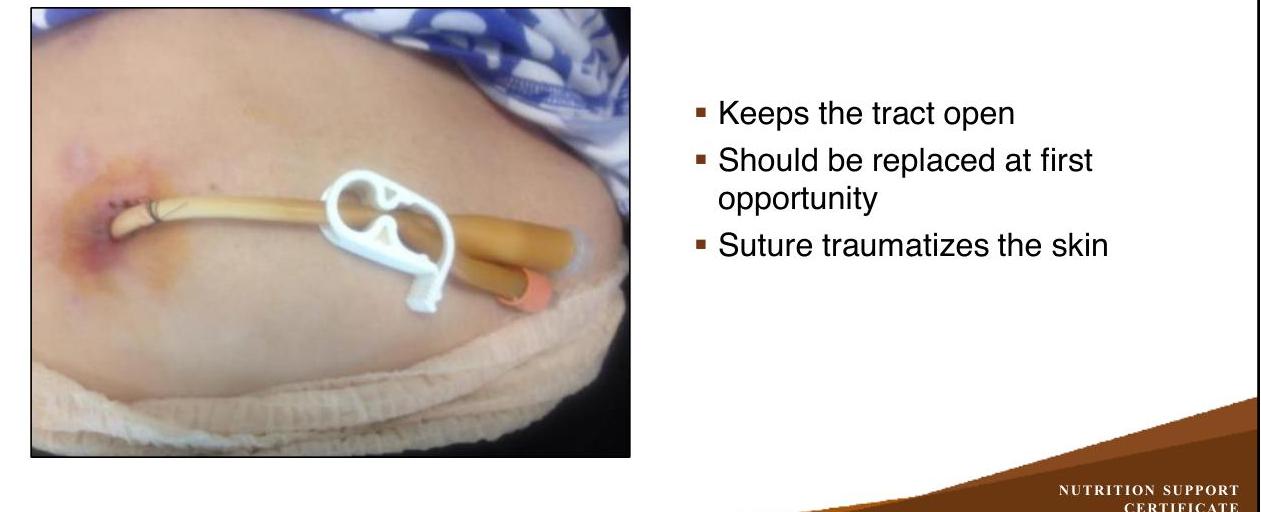 ▪ Keeps the tract open
▪ Should be replaced at first
opportunity
▪ Suture traumatizes the skin
NUTRITION SUPPORT
CERTIFICATE